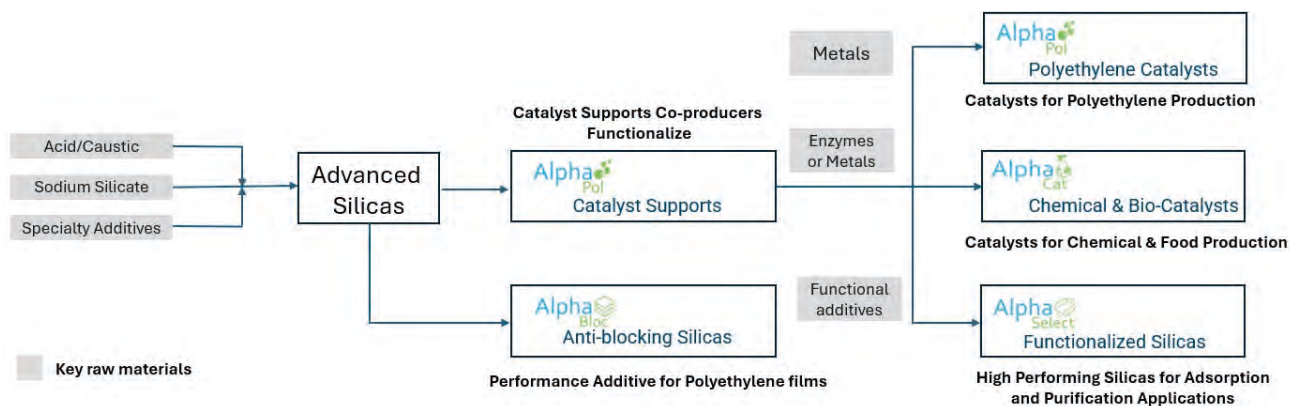 Acid/Caustic
Sodium Silicate
Specialty Additives
Key raw materials
Advanced
Silicas
Catalyst Supports Co-producers
Functionalize
Alpha
Pol
Catalyst Supports
Alpha
Bloc
Anti-blocking Silicas
Performance Additive for Polyethylene films
Metals
Enzymes
or Metals
Functional
additives
Alpha
Pol
Polyethylene Catalysts
Catalysts for Polyethylene Production
Alpha
Cat
Chemical & Bio-Catalysts
Catalysts for Chemical & Food Production
Alpha
Select
Functionalized Silicas
High Performing Silicas for Adsorption
and Purification Applications